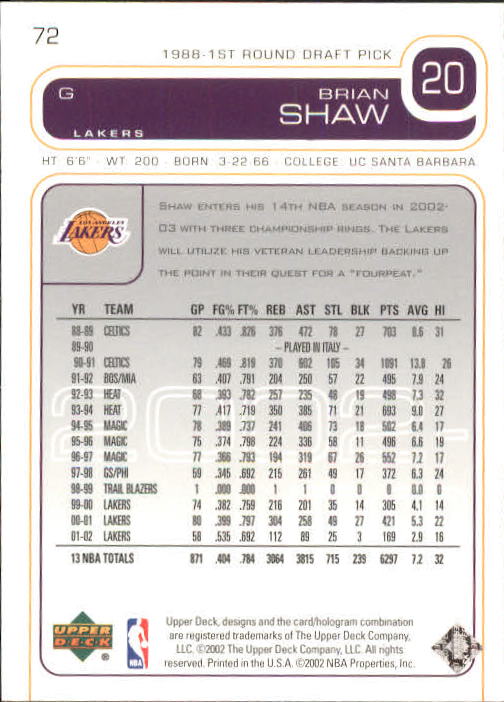 72
1988-1ST ROUND DRAFT PICK
20
G
BRIAN
SHAW
LAKERS
HT: 6'6" · WT: 200 · BORN: 3-22-66 · COLLEGE: UC SANTA BARBARA
LOS ANGELES
LAKERS
SHAW ENTERS HIS 14TH NBA SEASON IN 2002-
03 WITH THREE CHAMPIONSHIP RINGS. THE LAKERS
WILL UTILIZE HIS VETERAN LEADERSHIP BACKING UP
THE POINT IN THEIR QUEST FOR A "FOURPEAT."
YR TEAM GP FG% FT% REB AST STL BLK PTS AVG HI
88-89 CELTICS 82 .433 .826 376 472 78 27 703 8.6 31
89-90 – PLAYED IN ITALY –
90-91 CELTICS 79 .469 .819 370 602 105 34 1091 13.8 26
91-92 BOS/MIA 63 .407 .791 204 250 57 22 495 7.9 24
92-93 HEAT 68 .393 .782 257 235 48 19 498 7.3 32
93-94 HEAT 77 .417 .719 350 385 71 21 693 9.0 27
94-95 MAGIC 78 .389 .737 241 406 73 18 502 6.4 17
95-96 MAGIC 75 .374 .798 224 336 58 11 496 6.6 19
96-97 MAGIC 77 .366 .793 194 319 67 26 552 7.2 17
97-98 GS/PHI 59 .345 .692 215 261 49 17 372 6.3 24
98-99 TRAIL BLAZERS 1 .000 .000 1 1 0 0 0 0.0 0
99-00 LAKERS 74 .382 .759 216 201 35 14 305 4.1 14
00-01 LAKERS 80 .399 .797 304 258 49 27 421 5.3 22
01-02 LAKERS 58 .535 .692 112 89 25 3 169 2.9 16
13 NBA TOTALS 871 .404 .784 3064 3815 715 239 6297 7.2 32
UPPER
DECK
®
NBA
Upper Deck, designs and the card/hologram combination
are registered trademarks of The Upper Deck Company,
LLC. ©2002 The Upper Deck Company, LLC. All rights
reserved. Printed in the U.S.A. ©2002 NBA Properties, Inc.